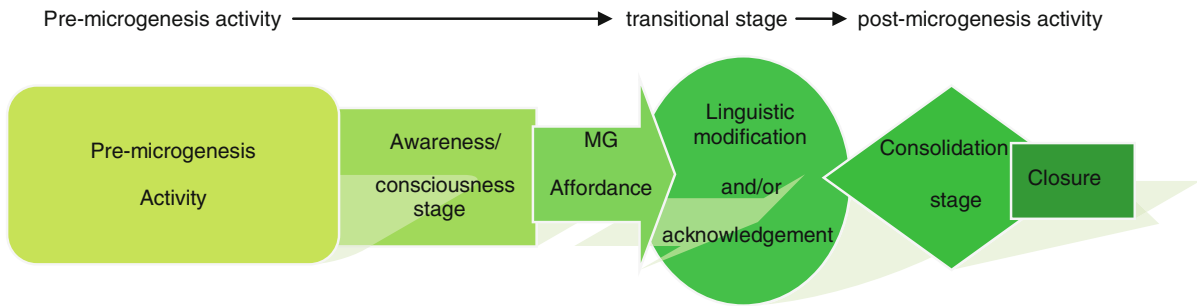 Pre-microgenesis activity
transitional stage
post-microgenesis activity
Pre-microgenesis
Activity
Awareness/
consciousness
stage
MG
Affordance
Linguistic
modification
and/or
acknowledgement
Consolidation
stage
Closure